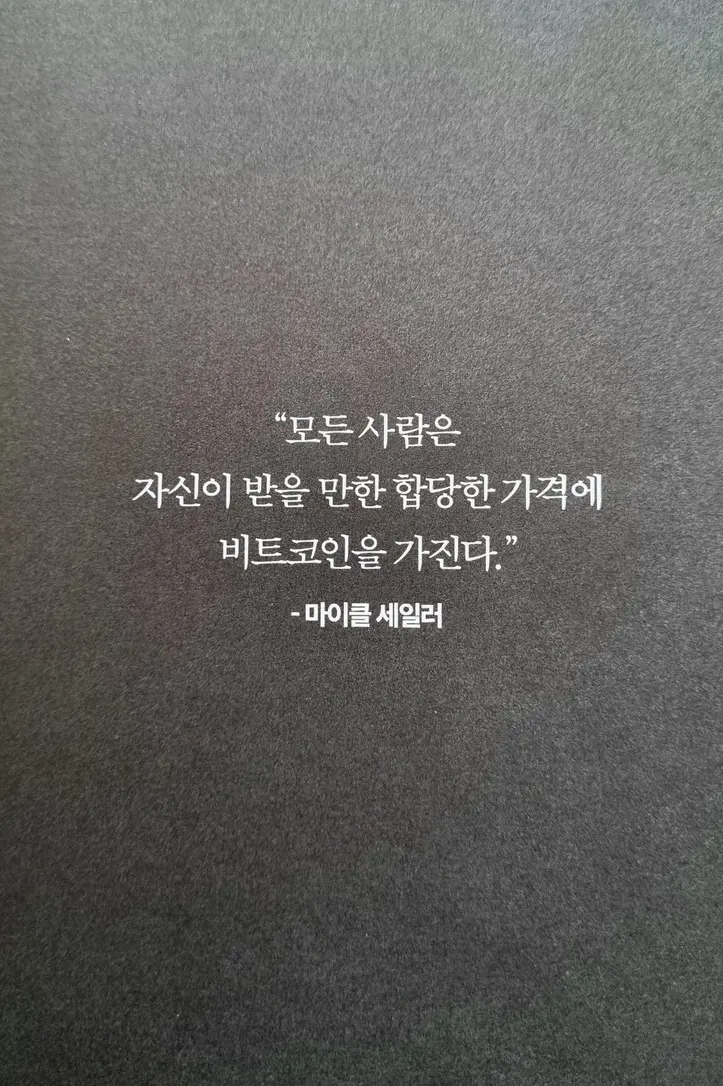 “모든 사람은
자신이 받을 만한 합당한 가격에
비트코인을 가진다.”
- 마이클 세일러